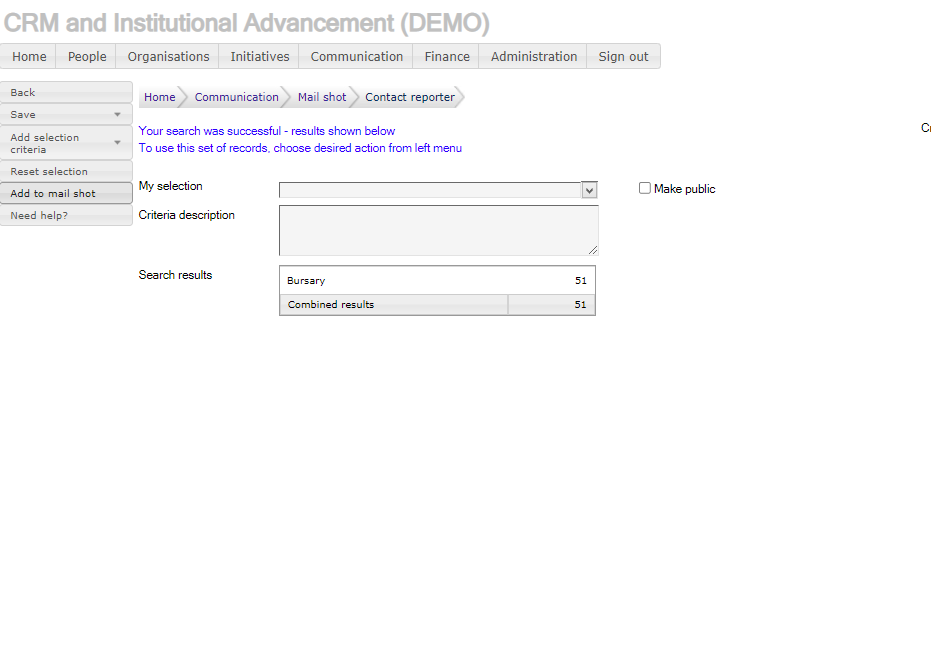 CRM and Institutional Advancement (DEMO)
Home People Organisations Initiatives Communication Finance Administration Sign out
Back
Save
Add selection
criteria
Reset selection
Add to mail shot
Need help?
Home Communication Mail shot Contact reporter
Your search was successful - results shown below
To use this set of records, choose desired action from left menu
My selection
Make public
Criteria description
Search results
Bursary 51
Combined results 51